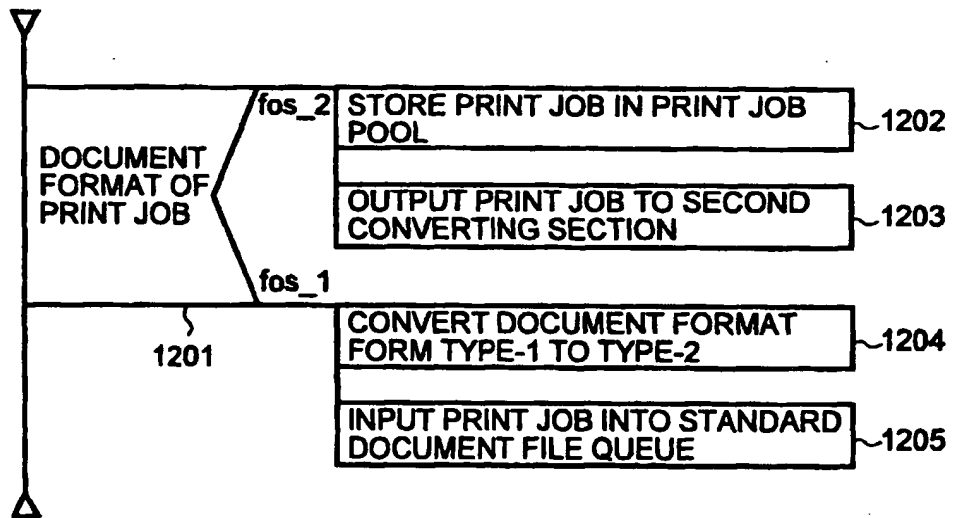 fos_2
STORE PRINT JOB IN PRINT JOB
POOL
1202
DOCUMENT
FORMAT OF
PRINT JOB
OUTPUT PRINT JOB TO SECOND
CONVERTING SECTION
1203
fos_1
1201
CONVERT DOCUMENT FORMAT
FORM TYPE-1 TO TYPE-2
1204
INPUT PRINT JOB INTO STANDARD
DOCUMENT FILE QUEUE
1205